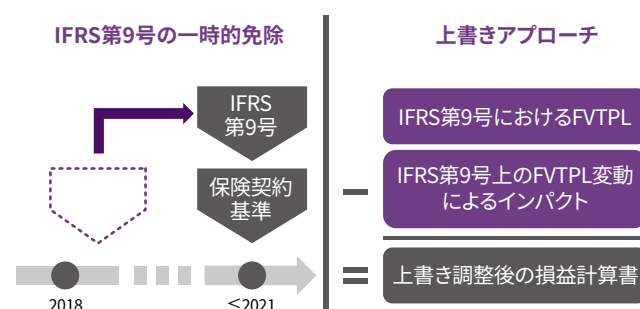 IFRS第9号の一時的免除
IFRS
第9号
保険契約
基準
2018
≤2021
上書きアプローチ
IFRS第9号におけるFVTPL
IFRS第9号上のFVTPL変動
によるインパクト
上書き調整後の損益計算書